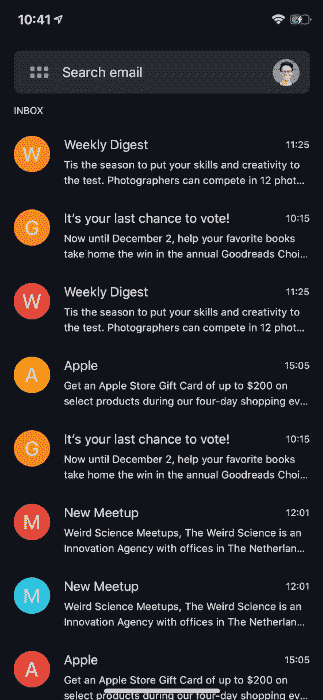 10:41
Search email
INBOX
W
Weekly Digest
11:25
Tis the season to put your skills and creativity to
the test. Photographers can compete in 12 phot...
G
It's your last chance to vote!
10:15
Now until December 2, help your favorite books
take home the win in the annual Goodreads Choi...
W
Weekly Digest
11:25
Tis the season to put your skills and creativity to
the test. Photographers can compete in 12 phot...
A
Apple
15:05
Get an Apple Store Gift Card of up to $200 on
select products during our four-day shopping ev...
G
It's your last chance to vote!
10:15
Now until December 2, help your favorite books
take home the win in the annual Goodreads Choi...
M
New Meetup
12:01
Weird Science Meetups, The Weird Science is an
Innovation Agency with offices in The Netherlan...
M
New Meetup
12:01
Weird Science Meetups, The Weird Science is an
Innovation Agency with offices in The Netherlan...
A
Apple
15:05
Get an Apple Store Gift Card of up to $200 on
select products during our four-day shopping ev...